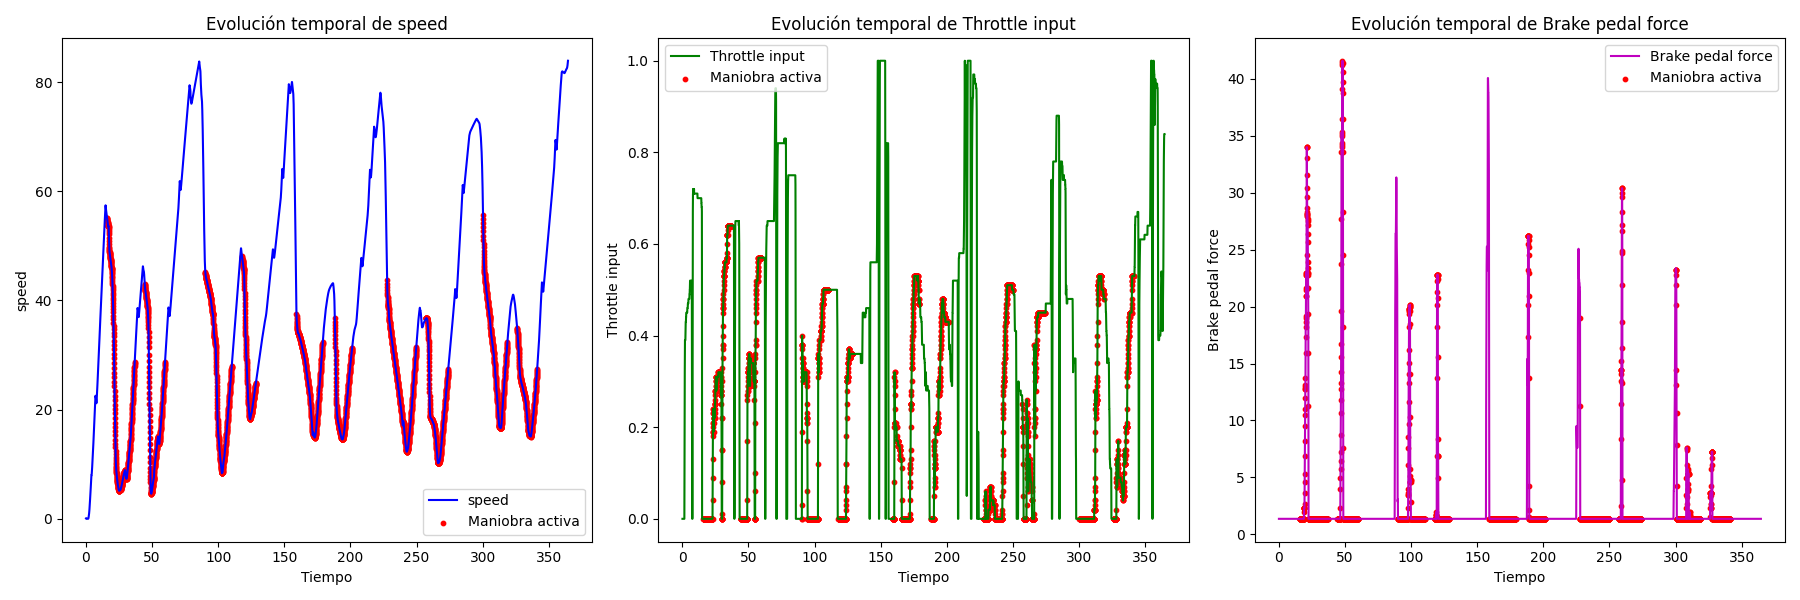 Evolución temporal de speed
speed
80
60
40
20
0
0 50 100 150 200 250 300 350
Tiempo
speed
Maniobra activa
Evolución temporal de Throttle input
Throttle input
1.0
0.8
0.6
0.4
0.2
0.0
0 50 100 150 200 250 300 350
Tiempo
Throttle input
Maniobra activa
Evolución temporal de Brake pedal force
Brake pedal force
40
35
30
25
20
15
10
5
0
0 50 100 150 200 250 300 350
Tiempo
Brake pedal force
Maniobra activa